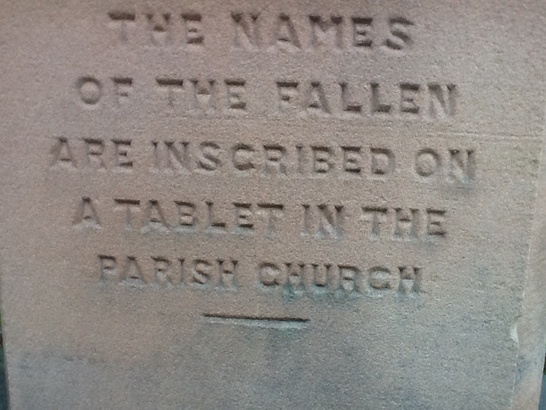 THE NAMES
OF THE FALLEN
ARE INSCRIBED ON
A TABLET IN THE
PARISH CHURCH